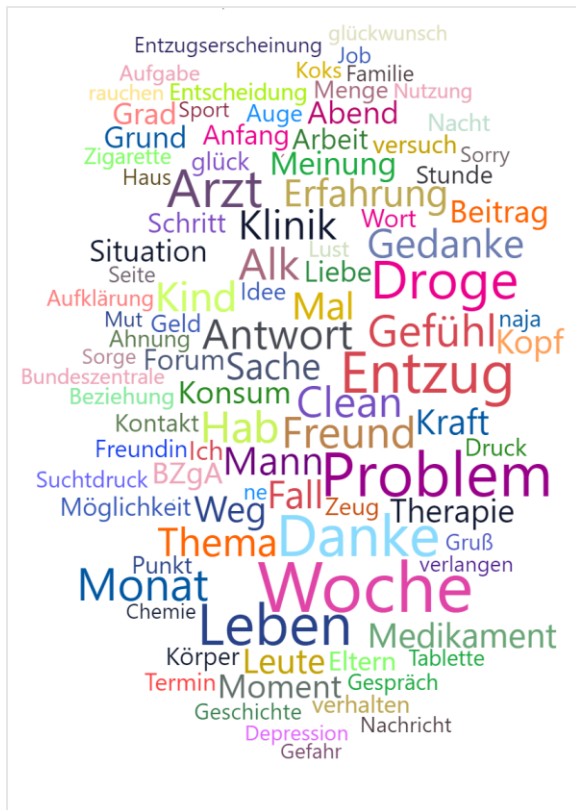 glückwunsch
Entzugserscheinung Job
Aufgabe Koks Familie
rauchen Entscheidung Menge Nutzung
Grad Sport Auge Abend Nacht
Grund Anfang Arbeit versuch
Zigarette glück Meinung Sorry
Haus Arzt Erfahrung Stunde
Schritt Klinik Wort Beitrag
Situation Alk Lust Gedanke
Seite Liebe Droge
Aufklärung Kind Idee Mal
Mut Geld Antwort Gefühl naja
Ahnung Kopf
Sorge Forum Sache Entzug
Bundeszentrale
Beziehung Konsum Clean
Kontakt Hab Freund Kraft
Freundin Ich Mann Druck
Suchtdruck BZgA Problem
Möglichkeit Weg ne Fall Zeug Therapie
Thema Danke Gruß
Punkt verlangen
Monat Woche
Chemie Leben Medikament
Körper Leute Eltern Tablette
Termin Moment Gespräch
Geschichte verhalten
Depression Nachricht
Gefahr